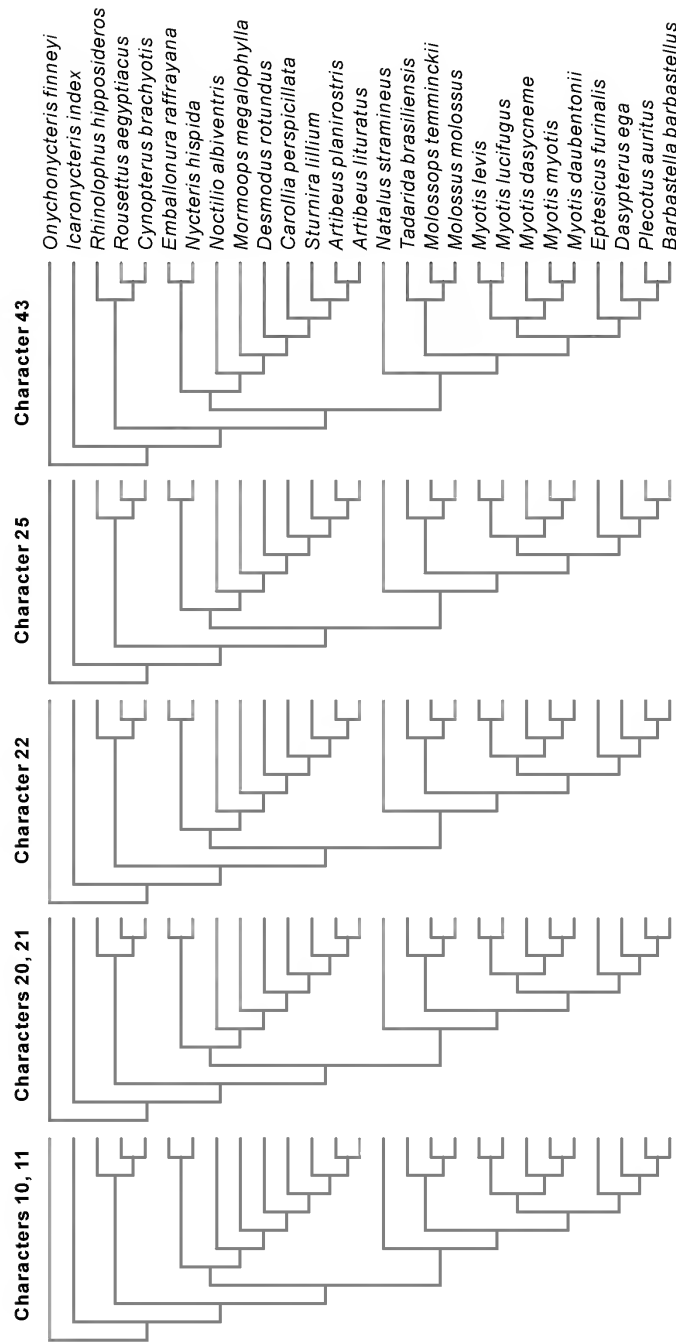 Onychonycteris finneyi
Icaronycteris index
Rhinolophus hipposideros
Rousettus aegyptiacus
Cynopterus brachyotis
Emballonura raffrayana
Nycteris hispida
Noctilio albiventris
Mormoops megalophylla
Desmodus rotundus
Carollia perspicillata
Sturnira lillium
Artibeus planirostris
Artibeus lituratus
Natalus stramineus
Tadarida brasiliensis
Molossops temminckii
Molossus molossus
Myotis levis
Myotis lucifugus
Myotis dasycneme
Myotis myotis
Myotis daubentonii
Eptesicus furinalis
Dasypterus ega
Plecotus auritus
Barbastella barbastellus
Character 43
Character 25
Character 22
Characters 20, 21
Characters 10, 11